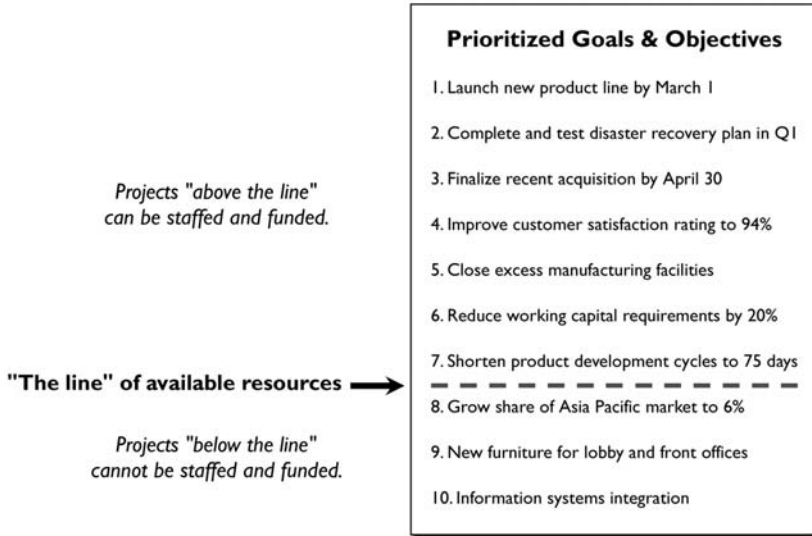 Prioritized Goals & Objectives
1. Launch new product line by March 1
2. Complete and test disaster recovery plan in Q1
3. Finalize recent acquisition by April 30
4. Improve customer satisfaction rating to 94%
5. Close excess manufacturing facilities
6. Reduce working capital requirements by 20%
7. Shorten product development cycles to 75 days
8. Grow share of Asia Pacific market to 6%
9. New furniture for lobby and front offices
10. Information systems integration
Projects "above the line"
can be staffed and funded.
"The line" of available resources
Projects "below the line"
cannot be staffed and funded.